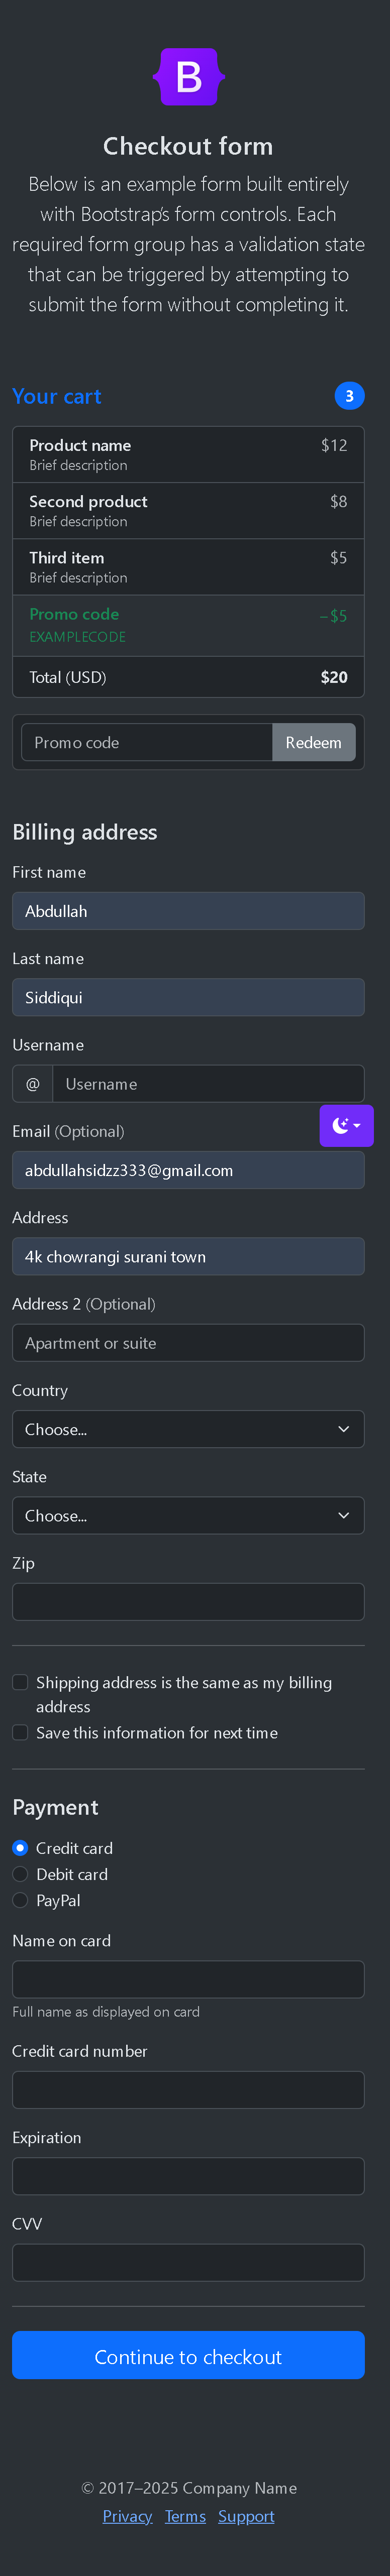 B
Checkout form
Below is an example form built entirely
with Bootstrap's form controls. Each
required form group has a validation state
that can be triggered by attempting to
submit the form without completing it.
Your cart 3
Product name $12
Brief description
Second product $8
Brief description
Third item $5
Brief description
Promo code −$5
EXAMPLECODE
Total (USD) $20
Promo code Redeem
Billing address
First name
Abdullah
Last name
Siddiqui
Username
@ Username
Email (Optional)
abdullahsidzz333@gmail.com
Address
4k chowrangi surani town
Address 2 (Optional)
Apartment or suite
Country
Choose...
State
Choose...
Zip
Shipping address is the same as my billing
address
Save this information for next time
Payment
Credit card
Debit card
PayPal
Name on card
Full name as displayed on card
Credit card number
Expiration
CVV
Continue to checkout
© 2017–2025 Company Name
Privacy Terms Support